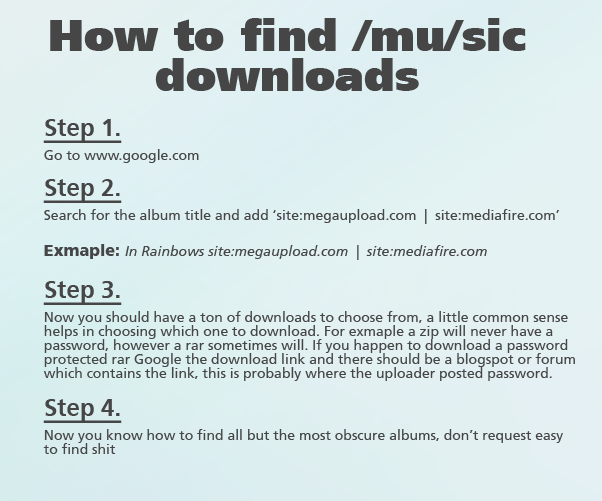 How to find /mu/sic
downloads
Step 1.
Go to www.google.com
Step 2.
Search for the album title and add ‘site:megaupload.com | site:mediafire.com’
Exmaple: In Rainbows site:megaupload.com | site:mediafire.com
Step 3.
Now you should have a ton of downloads to choose from, a little common sense
helps in choosing which one to download. For exmaple a zip will never have a
password, however a rar sometimes will. If you happen to download a password
protected rar Google the download link and there should be a blogspot or forum
which contains the link, this is probably where the uploader posted password.
Step 4.
Now you know how to find all but the most obscure albums, don’t request easy
to find shit